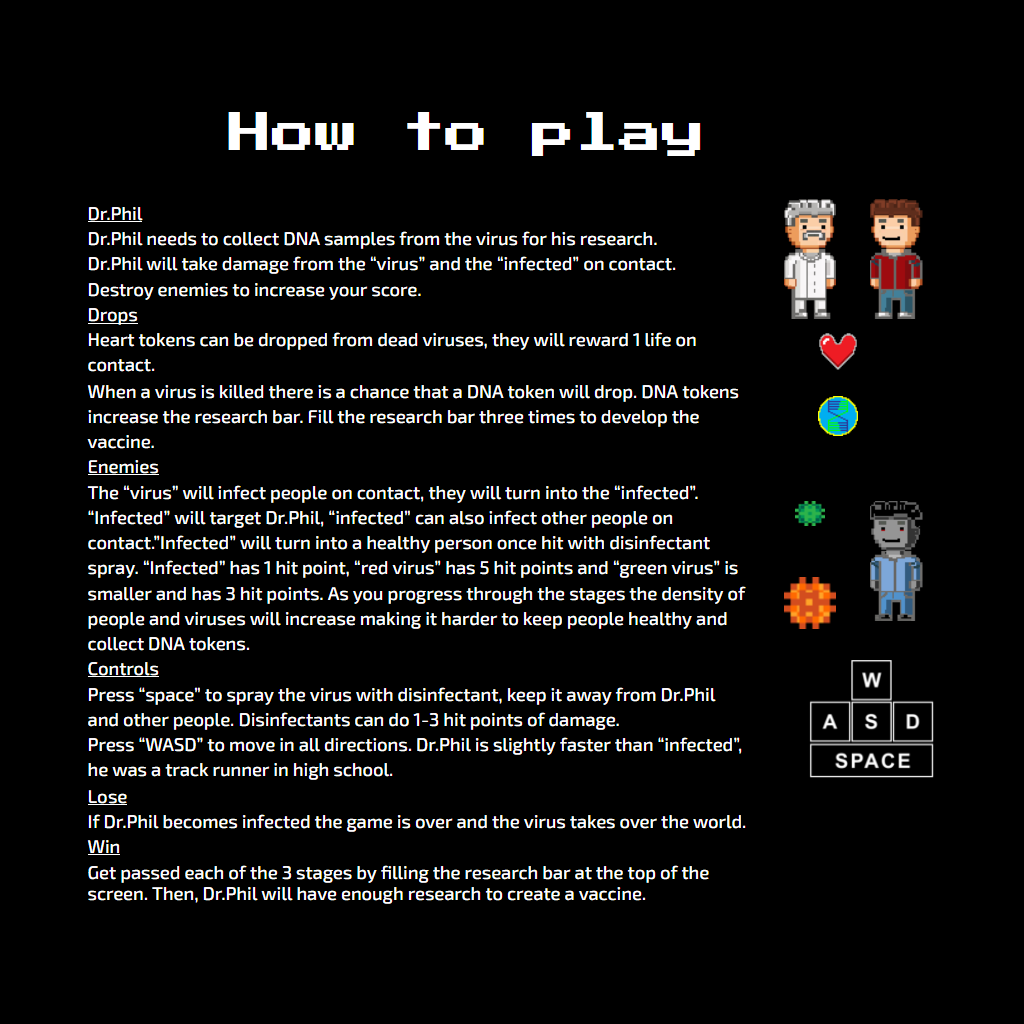 How to play
Dr.Phil
Dr.Phil needs to collect DNA samples from the virus for his research.
Dr.Phil will take damage from the “virus” and the “infected” on contact.
Destroy enemies to increase your score.
Drops
Heart tokens can be dropped from dead viruses, they will reward 1 life on
contact.
When a virus is killed there is a chance that a DNA token will drop. DNA tokens
increase the research bar. Fill the research bar three times to develop the
vaccine.
Enemies
The “virus” will infect people on contact, they will turn into the “infected”.
“Infected” will target Dr.Phil, “infected” can also infect other people on
contact.”Infected” will turn into a healthy person once hit with disinfectant
spray. “Infected” has 1 hit point, “red virus” has 5 hit points and “green virus” is
smaller and has 3 hit points. As you progress through the stages the density of
people and viruses will increase making it harder to keep people healthy and
collect DNA tokens.
Controls
Press “space” to spray the virus with disinfectant, keep it away from Dr.Phil
and other people. Disinfectants can do 1-3 hit points of damage.
Press “WASD” to move in all directions. Dr.Phil is slightly faster than “infected”,
he was a track runner in high school.
Lose
If Dr.Phil becomes infected the game is over and the virus takes over the world.
Win
Get passed each of the 3 stages by filling the research bar at the top of the
screen. Then, Dr.Phil will have enough research to create a vaccine.
W
A S D
SPACE